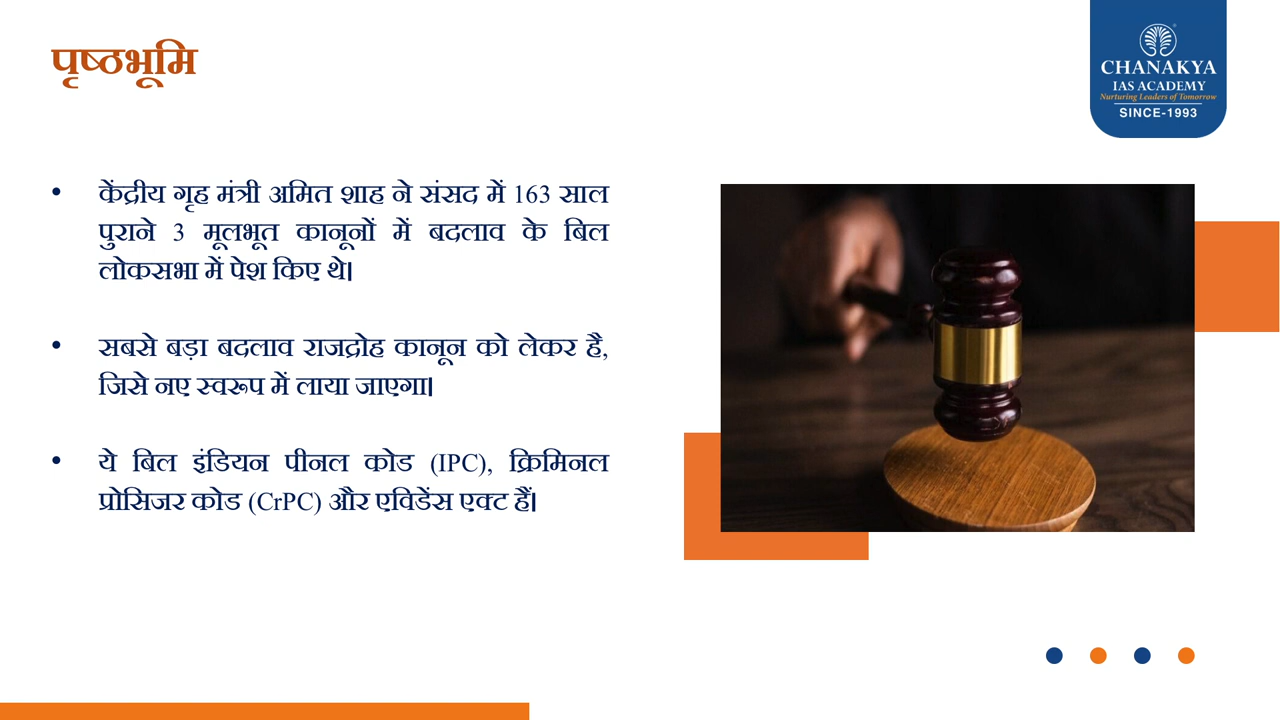 पृष्ठभूमि
CHANAKYA
IAS ACADEMY
Nurturing Leaders of Tomorrow
SINCE-1993
• केंद्रीय गृह मंत्री अमित शाह ने संसद में 163 साल
पुराने 3 मूलभूत कानूनों में बदलाव के बिल
लोकसभा में पेश किए थे।
• सबसे बड़ा बदलाव राजद्रोह कानून को लेकर है,
जिसे नए स्वरूप में लाया जाएगा।
• ये बिल इंडियन पीनल कोड (IPC), क्रिमिनल
प्रोसिजर कोड (CrPC) और एविडेंस एक्ट हैं।